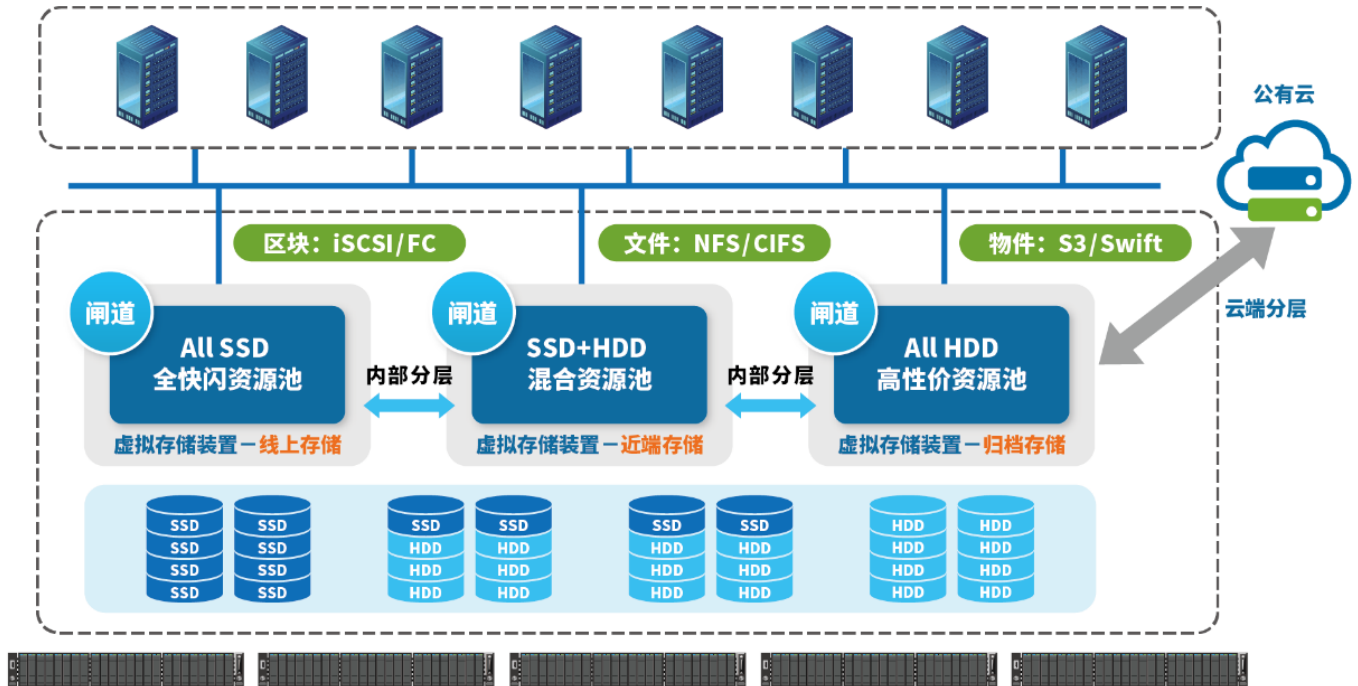 公有云
区块：iSCSI/FC
文件：NFS/CIFS
物件：S3/Swift
云端分层
闸道
All SSD
全快闪资源池
虚拟存储装置－线上存储
内部分层
闸道
SSD+HDD
混合资源池
虚拟存储装置－近端存储
内部分层
闸道
All HDD
高性价资源池
虚拟存储装置－归档存储
SSD SSD SSD SSD SSD SSD HDD HDD
SSD SSD HDD HDD HDD HDD HDD HDD
SSD SSD HDD HDD HDD HDD HDD HDD
SSD SSD HDD HDD HDD HDD HDD HDD